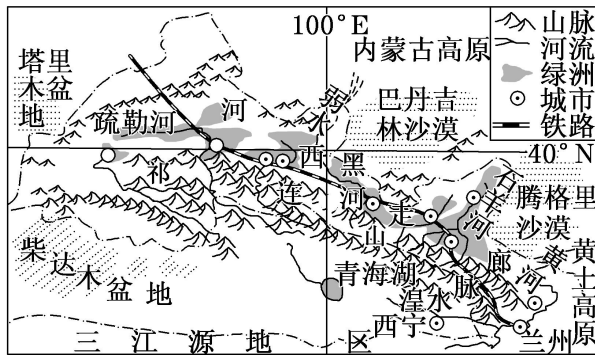 100°E
山脉
河流
绿洲
城市
铁路
40°N
内蒙古高原
塔里木盆地
疏勒河
河
弱水
巴丹吉林沙漠
祁
连
山
脉
西
走
廊
黑河
石羊河
腾格里沙漠
柴达木盆地
青海湖
湟水
西宁
黄河
黄土高原
兰州
三江源地区